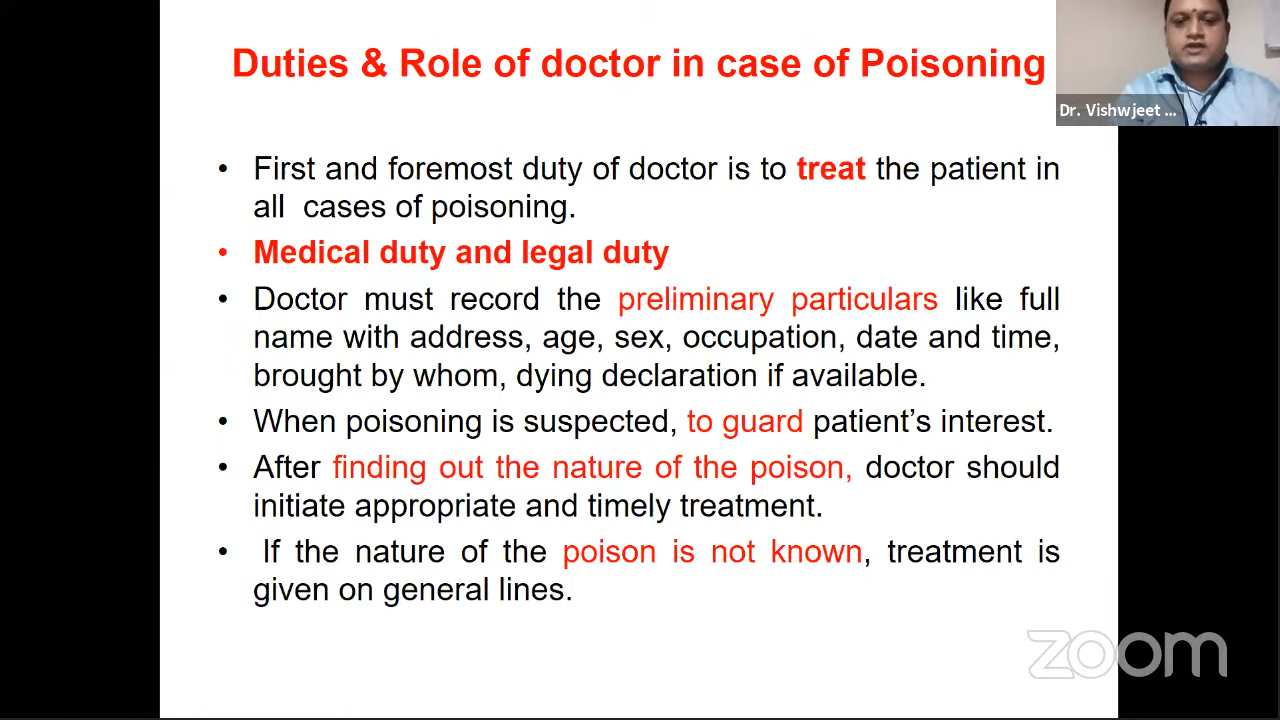 Duties & Role of doctor in case of Poisoning
Dr. Vishwjeet ...
• First and foremost duty of doctor is to treat the patient in
all cases of poisoning.
• Medical duty and legal duty
• Doctor must record the preliminary particulars like full
name with address, age, sex, occupation, date and time,
brought by whom, dying declaration if available.
• When poisoning is suspected, to guard patient’s interest.
• After finding out the nature of the poison, doctor should
initiate appropriate and timely treatment.
• If the nature of the poison is not known, treatment is
given on general lines.
zoom